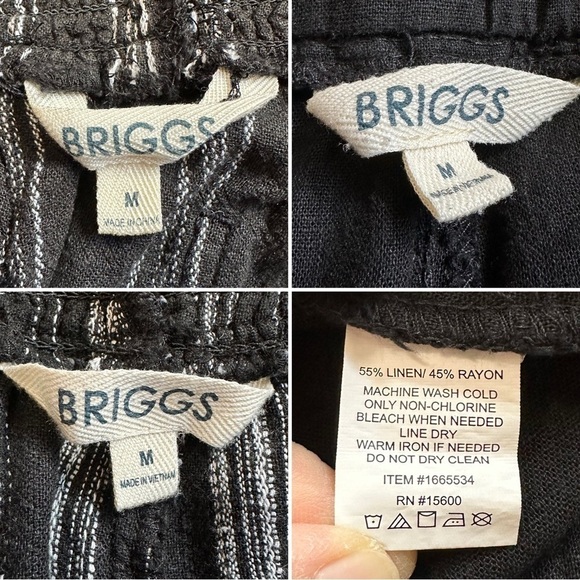 BRIGGS
M
MADE IN CHINA
BRIGGS
M
MADE IN VIETNAM
BRIGGS
M
MADE IN VIETNAM
55% LINEN/ 45% RAYON
MACHINE WASH COLD
ONLY NON-CHLORINE
BLEACH WHEN NEEDED
LINE DRY
WARM IRON IF NEEDED
DO NOT DRY CLEAN
ITEM #1665534
RN #15600